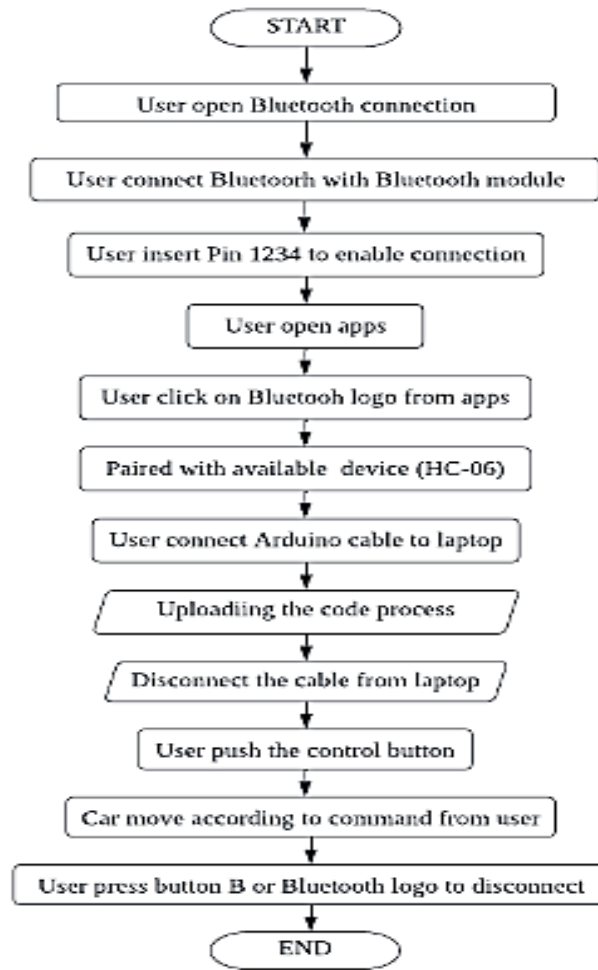 START
User open Bluetooth connection
User connect Bluetoorh with Bluetooth module
User insert Pin 1234 to enable connection
User open apps
User click on Bluetooh logo from apps
Paired with available device (HC-06)
User connect Arduino cable to laptop
Uploadiing the code process
Disconnect the cable from laptop
User push the control button
Car move according to command from user
User press button B or Bluetooth logo to disconnect
END